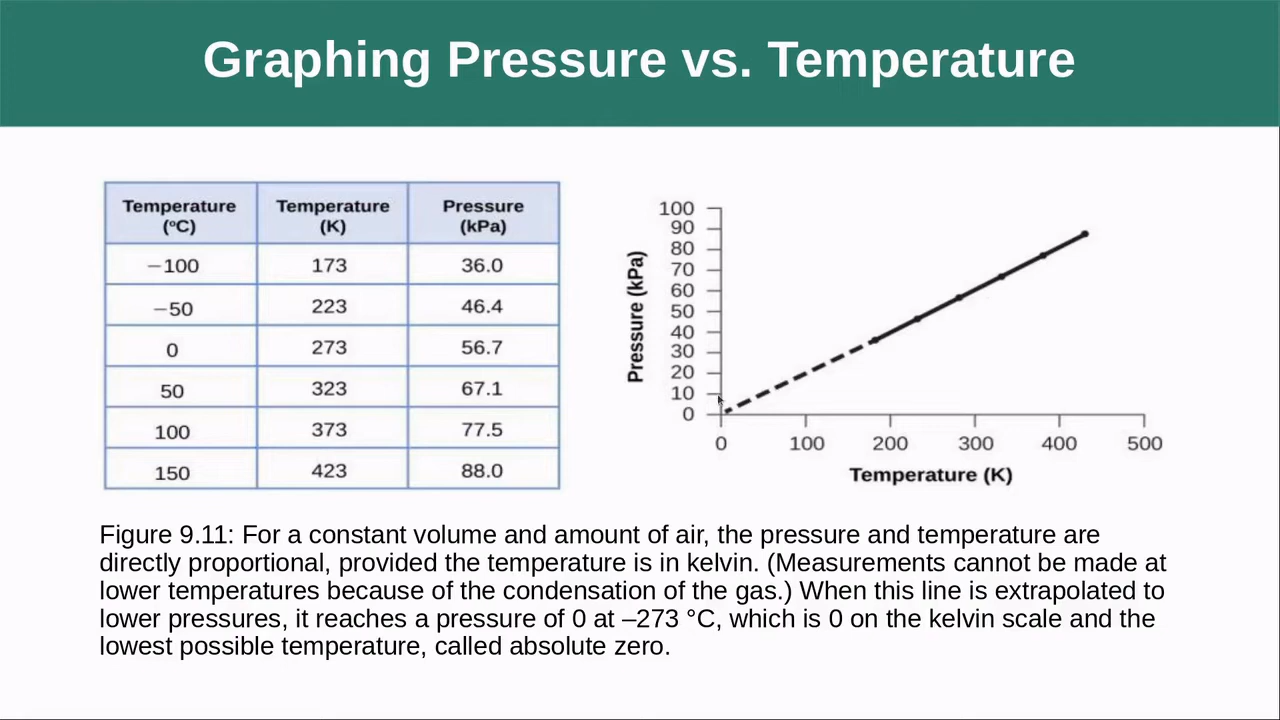 Graphing Pressure vs. Temperature
Temperature (°C) Temperature (K) Pressure (kPa)
−100 173 36.0
−50 223 46.4
0 273 56.7
50 323 67.1
100 373 77.5
150 423 88.0
Pressure (kPa)
100
90
80
70
60
50
40
30
20
10
0
0 100 200 300 400 500
Temperature (K)
Figure 9.11: For a constant volume and amount of air, the pressure and temperature are
directly proportional, provided the temperature is in kelvin. (Measurements cannot be made at
lower temperatures because of the condensation of the gas.) When this line is extrapolated to
lower pressures, it reaches a pressure of 0 at –273 °C, which is 0 on the kelvin scale and the
lowest possible temperature, called absolute zero.